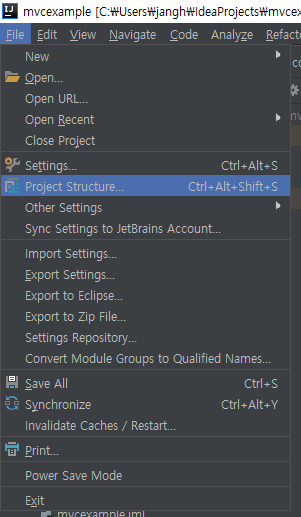 IJ mvcexample [C:₩Users₩jangh₩IdeaProjects₩mvcex
File Edit View Navigate Code Analyze Refacto
New
Open...
Open URL...
Open Recent
Close Project
Settings... Ctrl+Alt+S
Project Structure... Ctrl+Alt+Shift+S
Other Settings
Sync Settings to JetBrains Account...
Import Settings...
Export Settings...
Export to Eclipse...
Export to Zip File...
Settings Repository...
Convert Module Groups to Qualified Names...
Save All Ctrl+S
Synchronize Ctrl+Alt+Y
Invalidate Caches / Restart...
Print...
Power Save Mode
Exit
mvcexample.iml